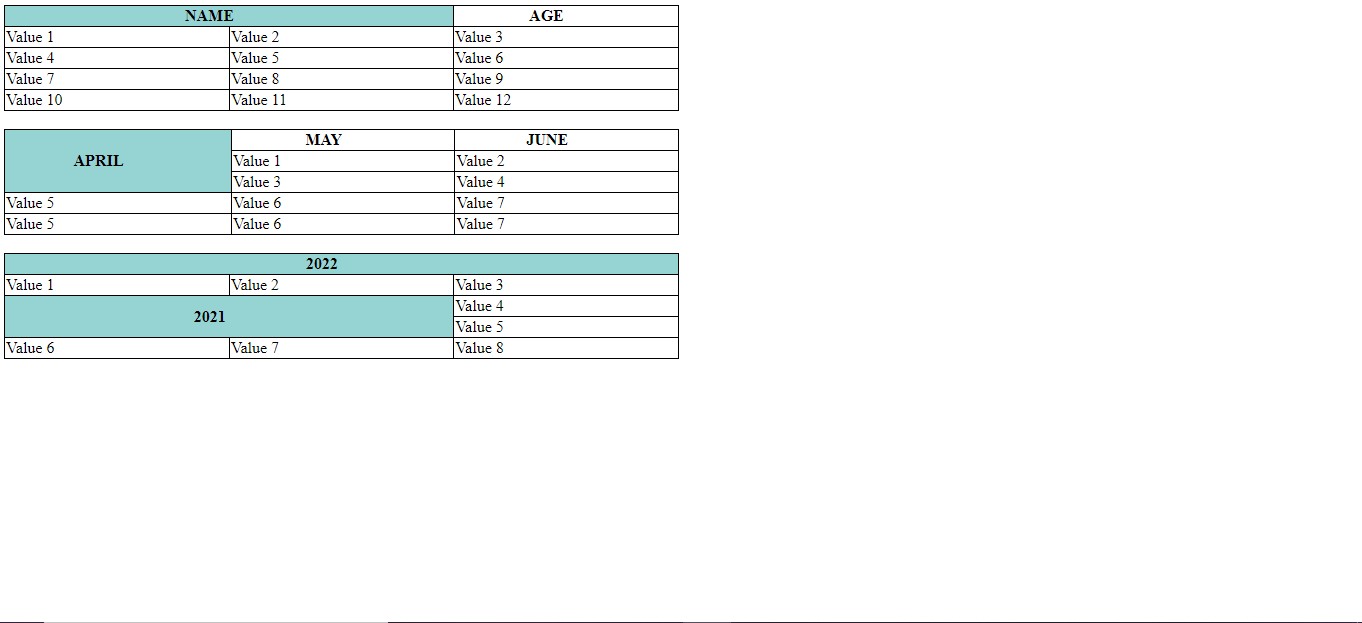 NAME AGE
Value 1 Value 2 Value 3
Value 4 Value 5 Value 6
Value 7 Value 8 Value 9
Value 10 Value 11 Value 12
APRIL MAY JUNE
Value 1 Value 2
Value 3 Value 4
Value 5 Value 6 Value 7
Value 5 Value 6 Value 7
2022
Value 1 Value 2 Value 3
2021 Value 4
Value 5
Value 6 Value 7 Value 8